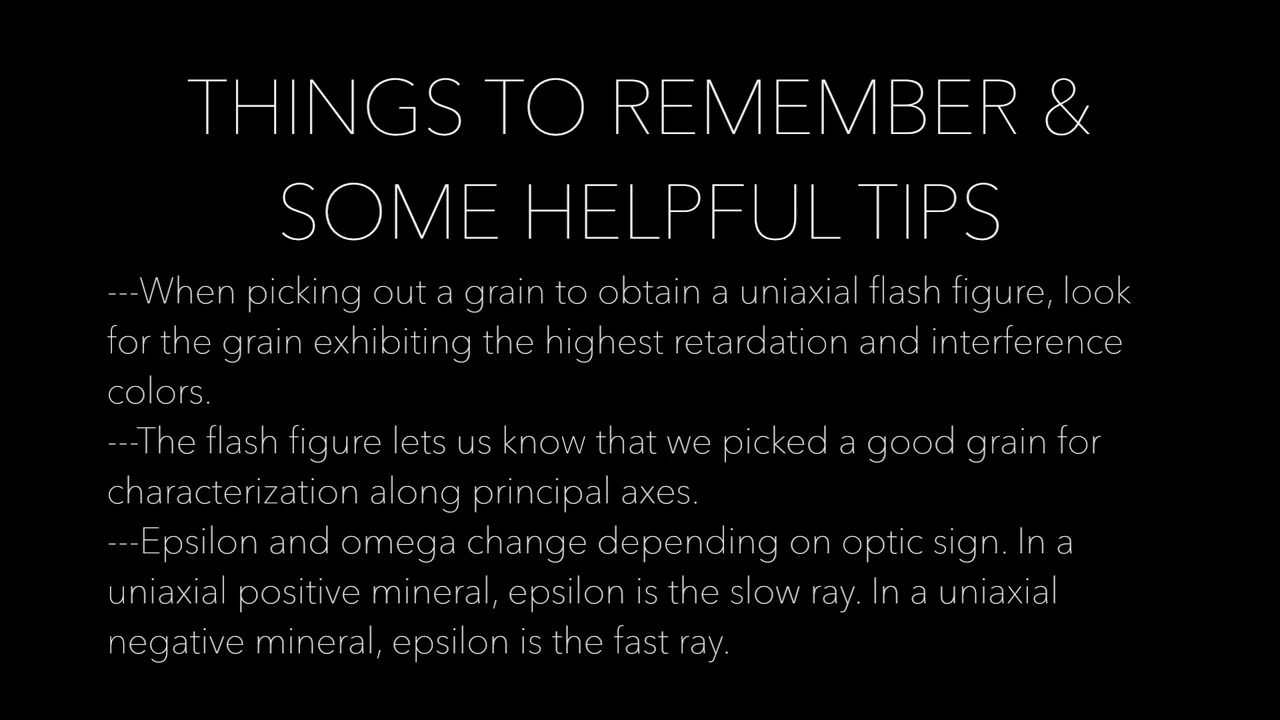 THINGS TO REMEMBER &
SOME HELPFUL TIPS
---When picking out a grain to obtain a uniaxial flash figure, look
for the grain exhibiting the highest retardation and interference
colors.
---The flash figure lets us know that we picked a good grain for
characterization along principal axes.
---Epsilon and omega change depending on optic sign. In a
uniaxial positive mineral, epsilon is the slow ray. In a uniaxial
negative mineral, epsilon is the fast ray.